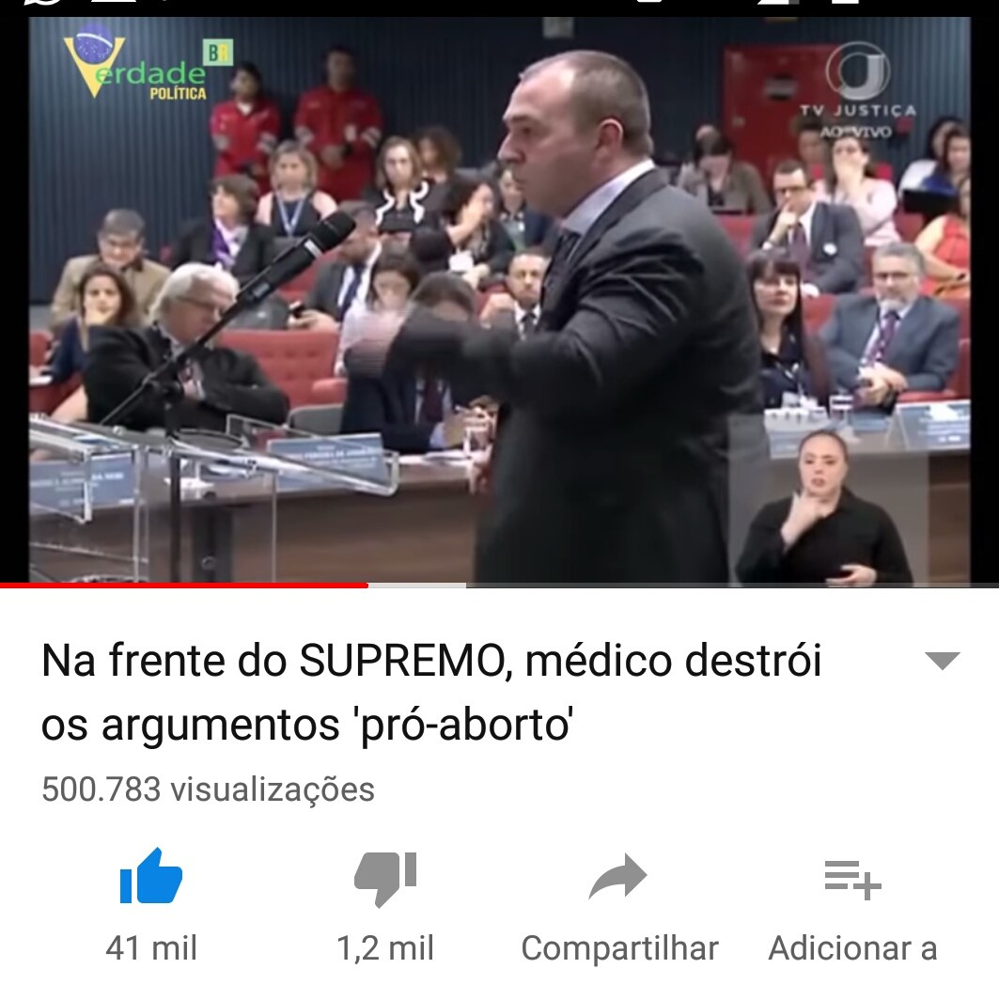 Verdade
BR
POLÍTICA
TV JUSTIÇA
AO VIVO
Na frente do SUPREMO, médico destrói
os argumentos 'pró-aborto'
500.783 visualizações
41 mil
1,2 mil
Compartilhar
Adicionar a